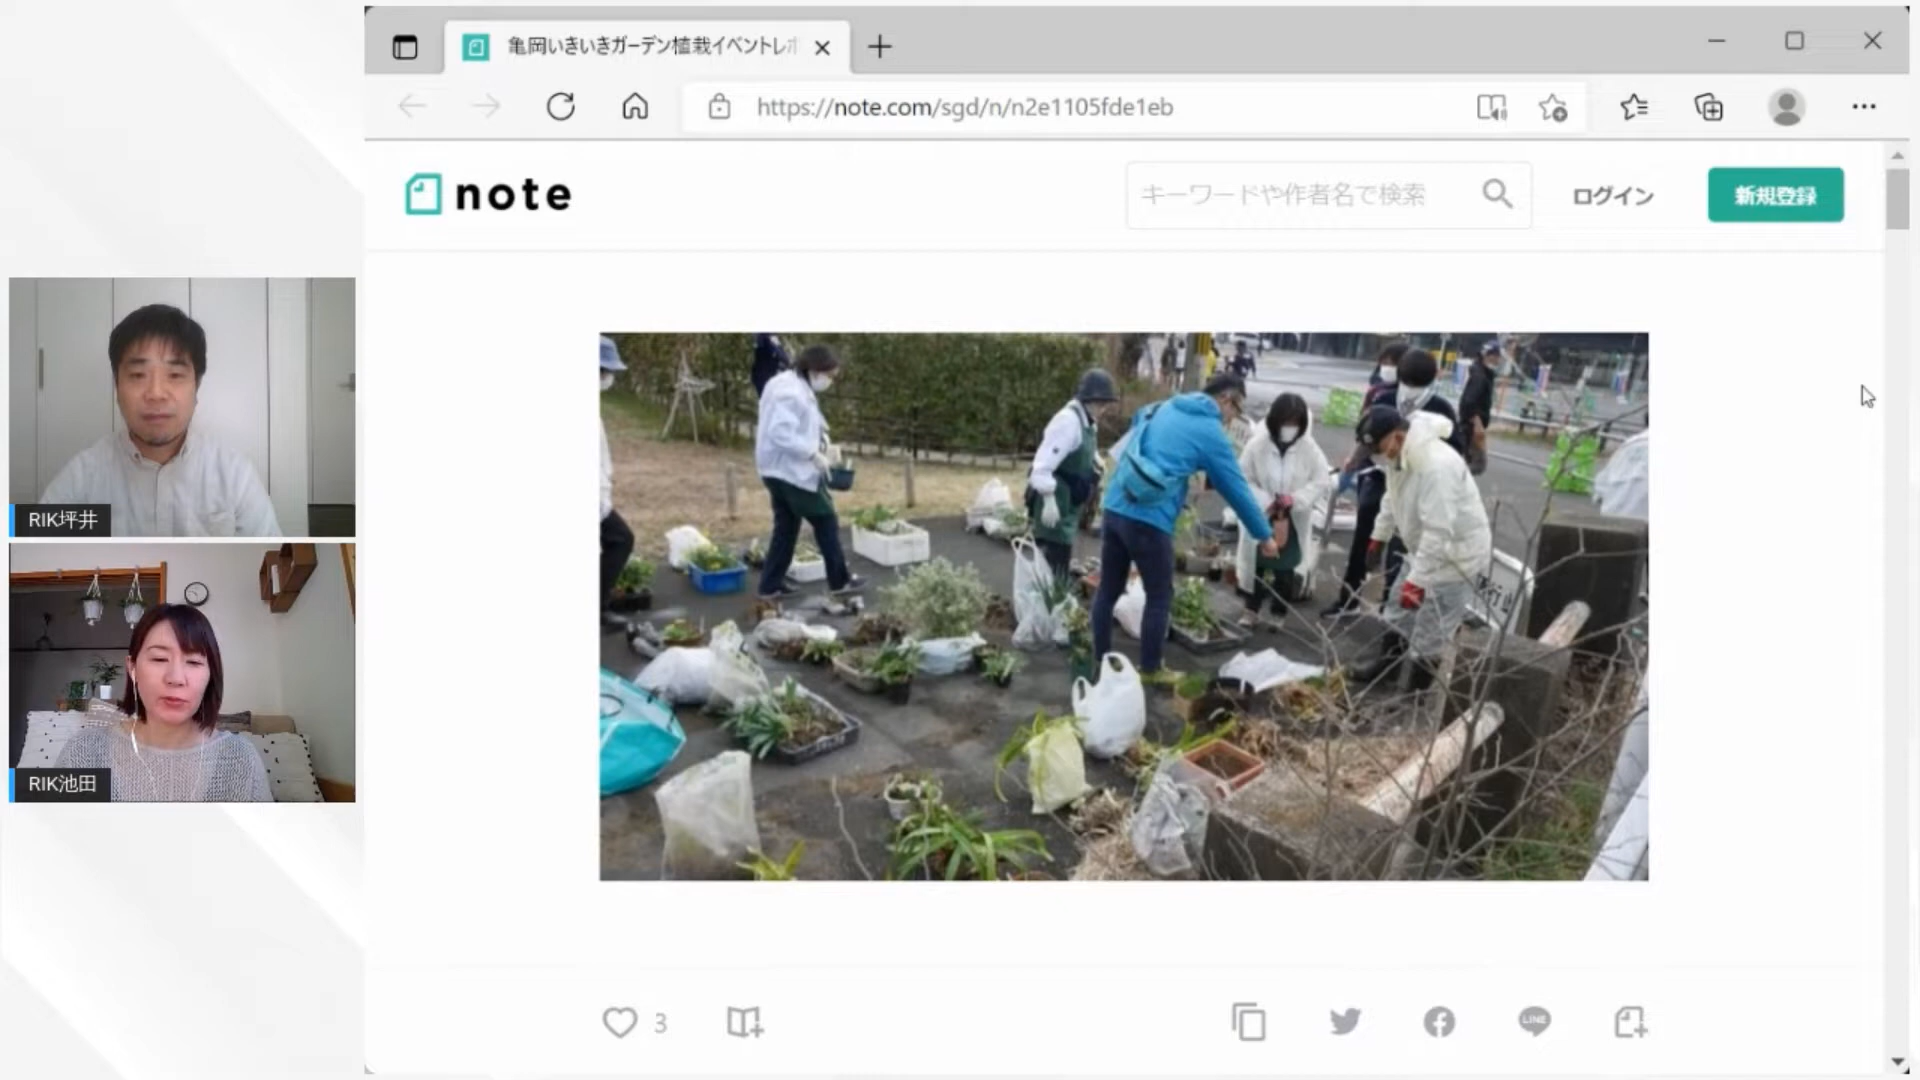 亀岡いきいきガーデン植栽イベントレポ
https://note.com/sgd/n/n2e1105fde1eb
note
キーワードや作者名で検索
ログイン
新規登録
RIK坪井
RIK池田
3
LINE